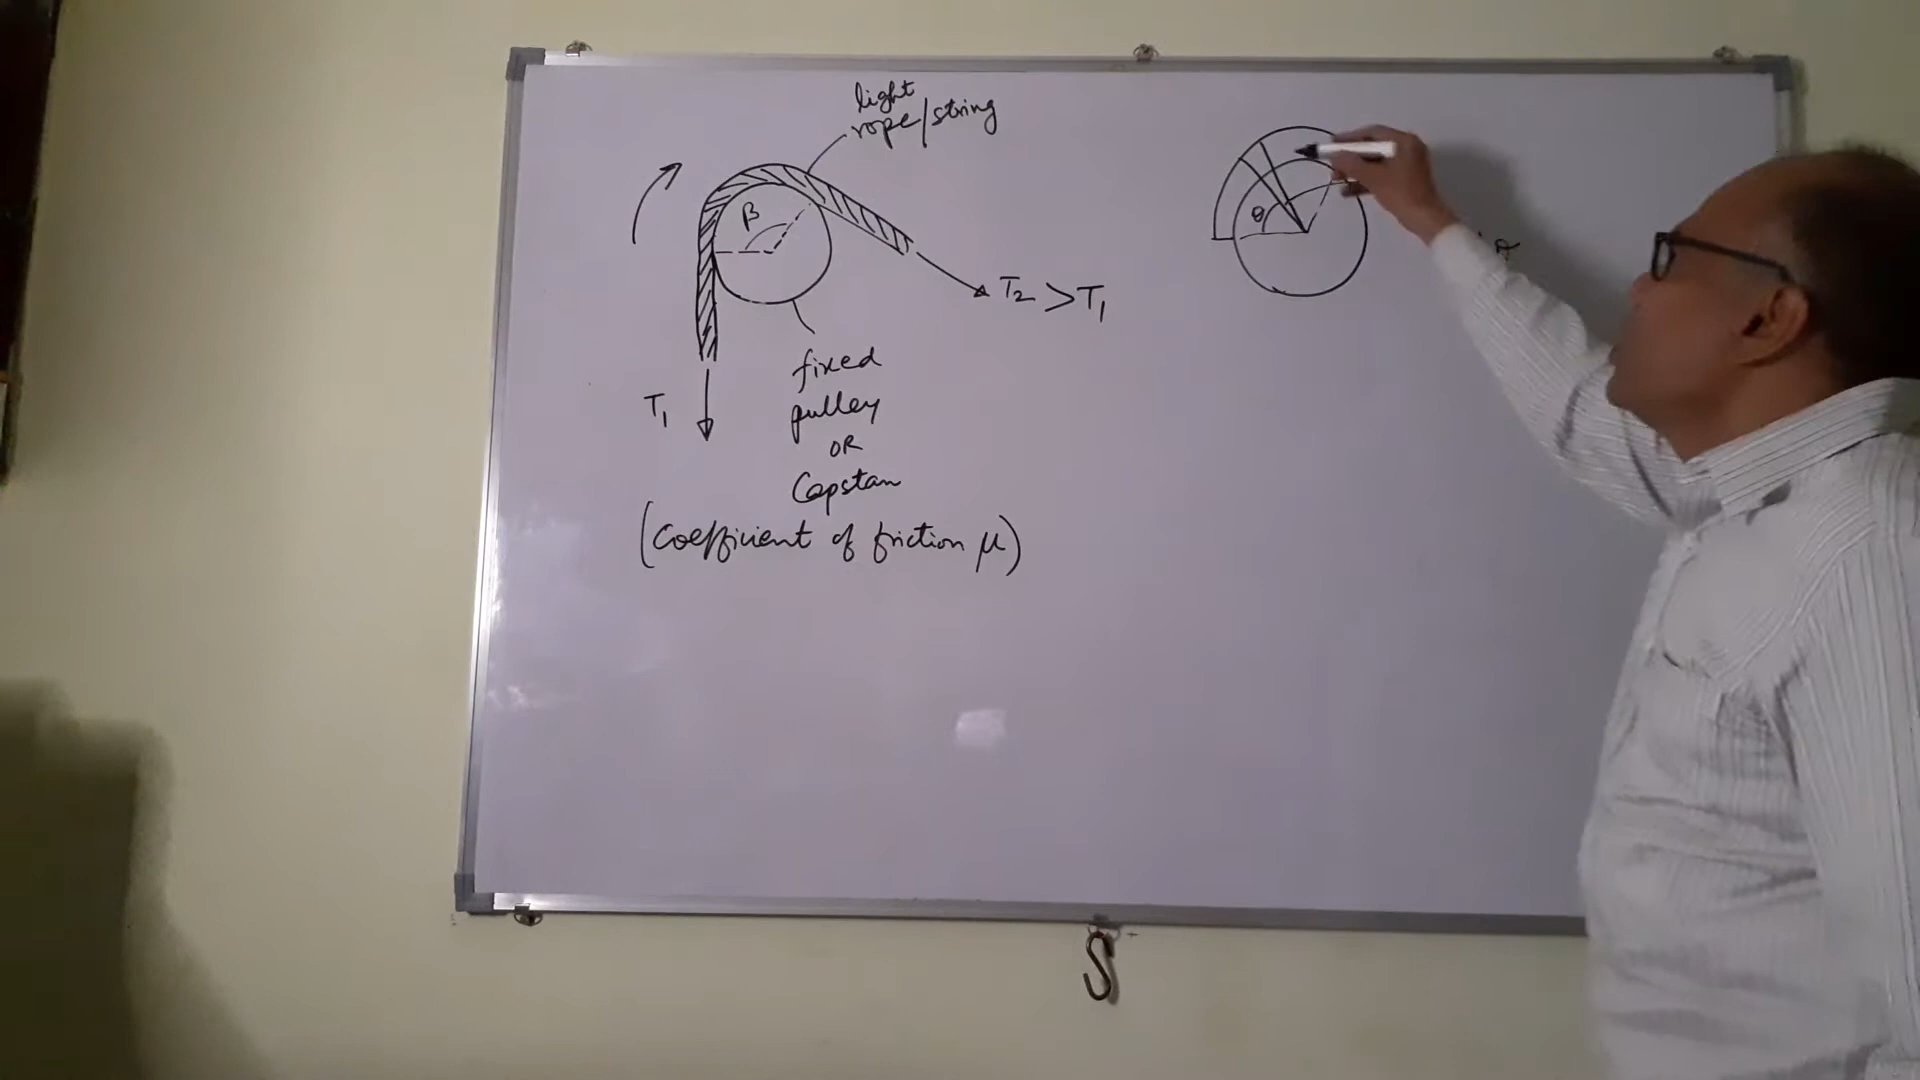 light
rope/string
β
T₂ > T₁
T₁
fixed
pulley
OR
Capstan
(Coefficient of friction μ)
θ